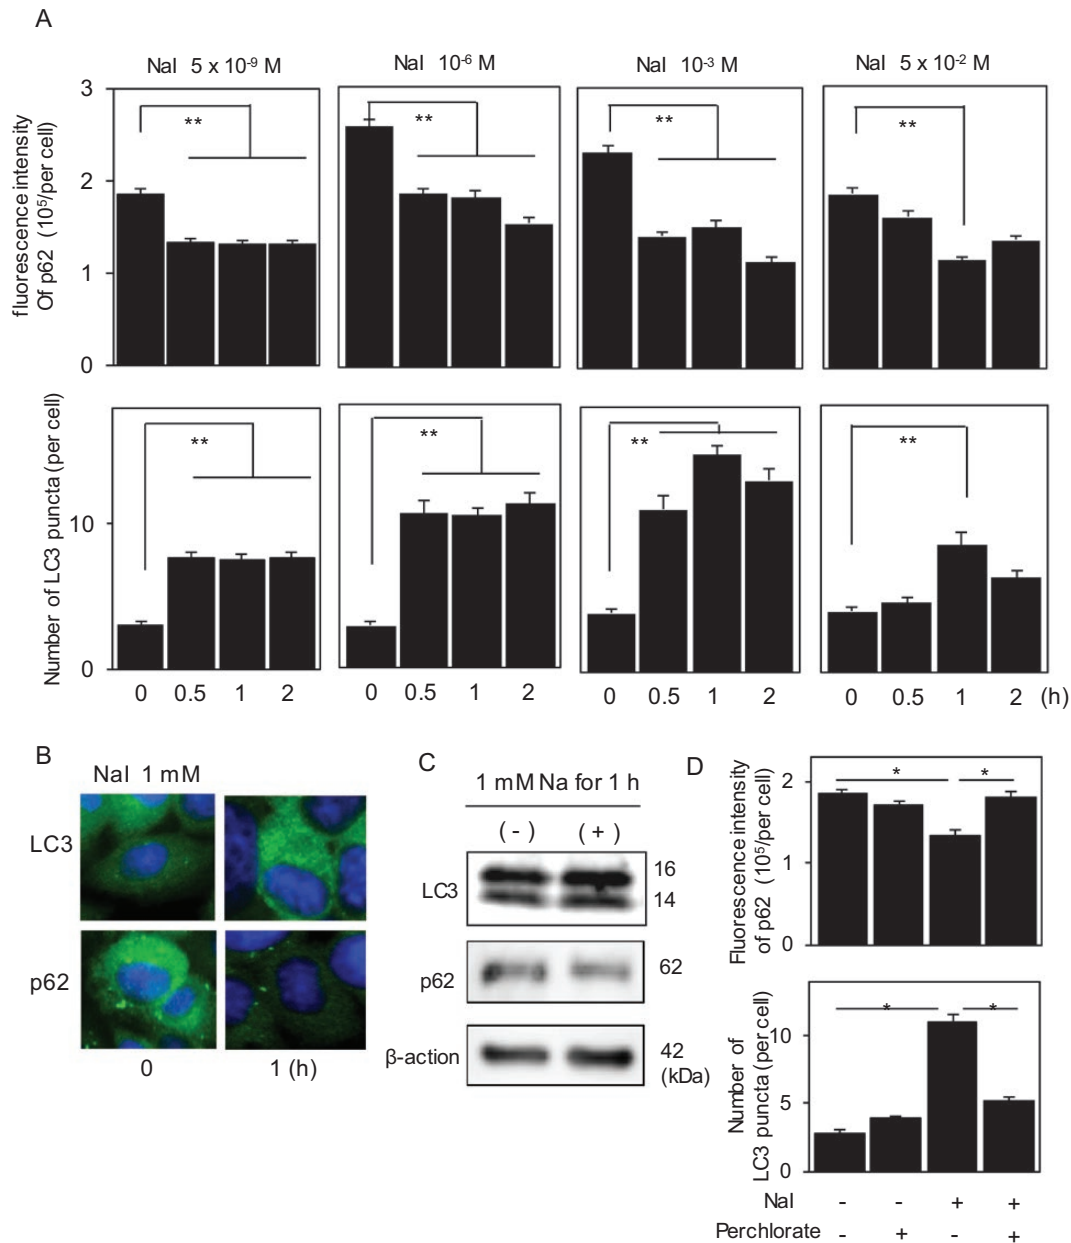 A
NaI 5 x 10-9 M NaI 10-6 M NaI 10-3 M NaI 5 x 10-2 M
fluorescence intensity
Of p62 (10⁵/per cell)
3
2
1
0
** ** ** **
Number of LC3 puncta (per cell)
10
0
** ** ** **
0 0.5 1 2 0 0.5 1 2 0 0.5 1 2 0 0.5 1 2 (h)
B
NaI 1 mM
LC3
p62
0 1 (h)
C
1 mM Na for 1 h
(-) (+)
LC3 16
14
p62 62
β-action 42
(kDa)
D
Fluorescence intensity
of p62 (10⁵/per cell)
2
1
0
* *
Number of
LC3 puncta (per cell)
10
5
0
* *
NaI - - + +
Perchlorate - + - +